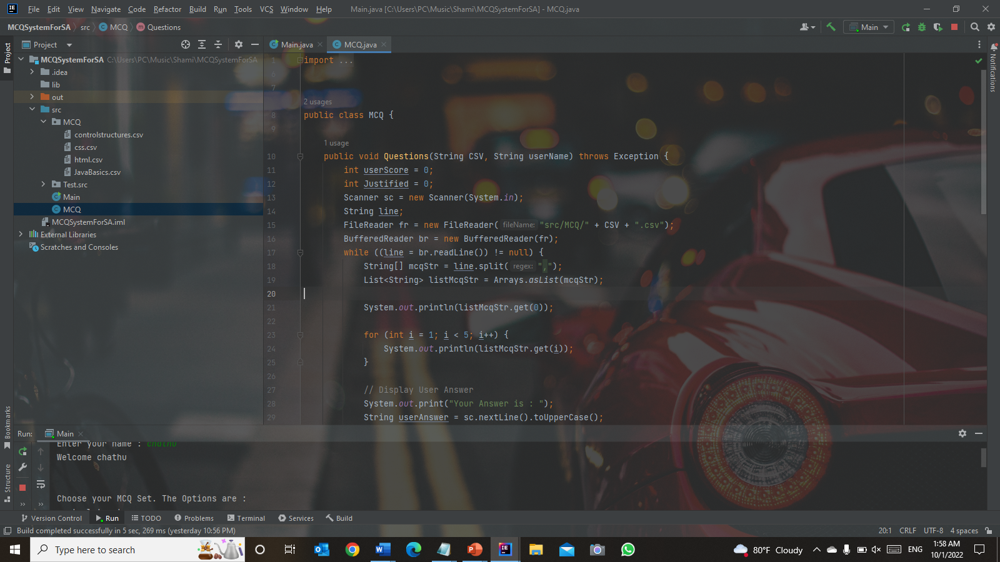 File Edit View Navigate Code Refactor Build Run Tools VCS Window Help Main.java [C:\Users\PC\Music\Shami\MCQSystemForSA] - MCQ.java
MCQSystemForSA src MCQ Questions
Main
Project
Main.java
MCQ.java
Project
MCQSystemForSA C:\Users\PC\Music\Shami\MCQSystemForSA
.idea
lib
out
src
MCQ
controlstructures.csv
css.csv
html.csv
JavaBasics.csv
Test.src
Main
MCQ
MCQSystemForSA.iml
External Libraries
Scratches and Consoles
Bookmarks
Structure
Notifications
1 import ...
6
7
2 usages
8 public class MCQ {
9
1 usage
10 public void Questions(String CSV, String userName) throws Exception {
11 int userScore = 0;
12 int Justified = 0;
13 Scanner sc = new Scanner(System.in);
14 String line;
15 FileReader fr = new FileReader( fileName: "src/MCQ/" + CSV + ".csv");
16 BufferedReader br = new BufferedReader(fr);
17 while ((line = br.readLine()) != null) {
18 String[] mcqStr = line.split( regex: ",");
19 List<String> listMcqStr = Arrays.asList(mcqStr);
20
21 System.out.println(listMcqStr.get(0));
22
23 for (int i = 1; i < 5; i++) {
24 System.out.println(listMcqStr.get(i));
25 }
26
27 // Display User Answer
28 System.out.print("Your Answer is : ");
29 String userAnswer = sc.nextLine().toUpperCase();
Run: Main
Enter your name : chathu
Welcome chathu
Choose your MCQ Set. The Options are :
Version Control Run TODO Problems Terminal Services Build
Build completed successfully in 5 sec, 269 ms (yesterday 10:56 PM)
20:1 CRLF UTF-8 4 spaces
Type here to search
80°F Cloudy
ENG
1:58 AM
10/1/2022